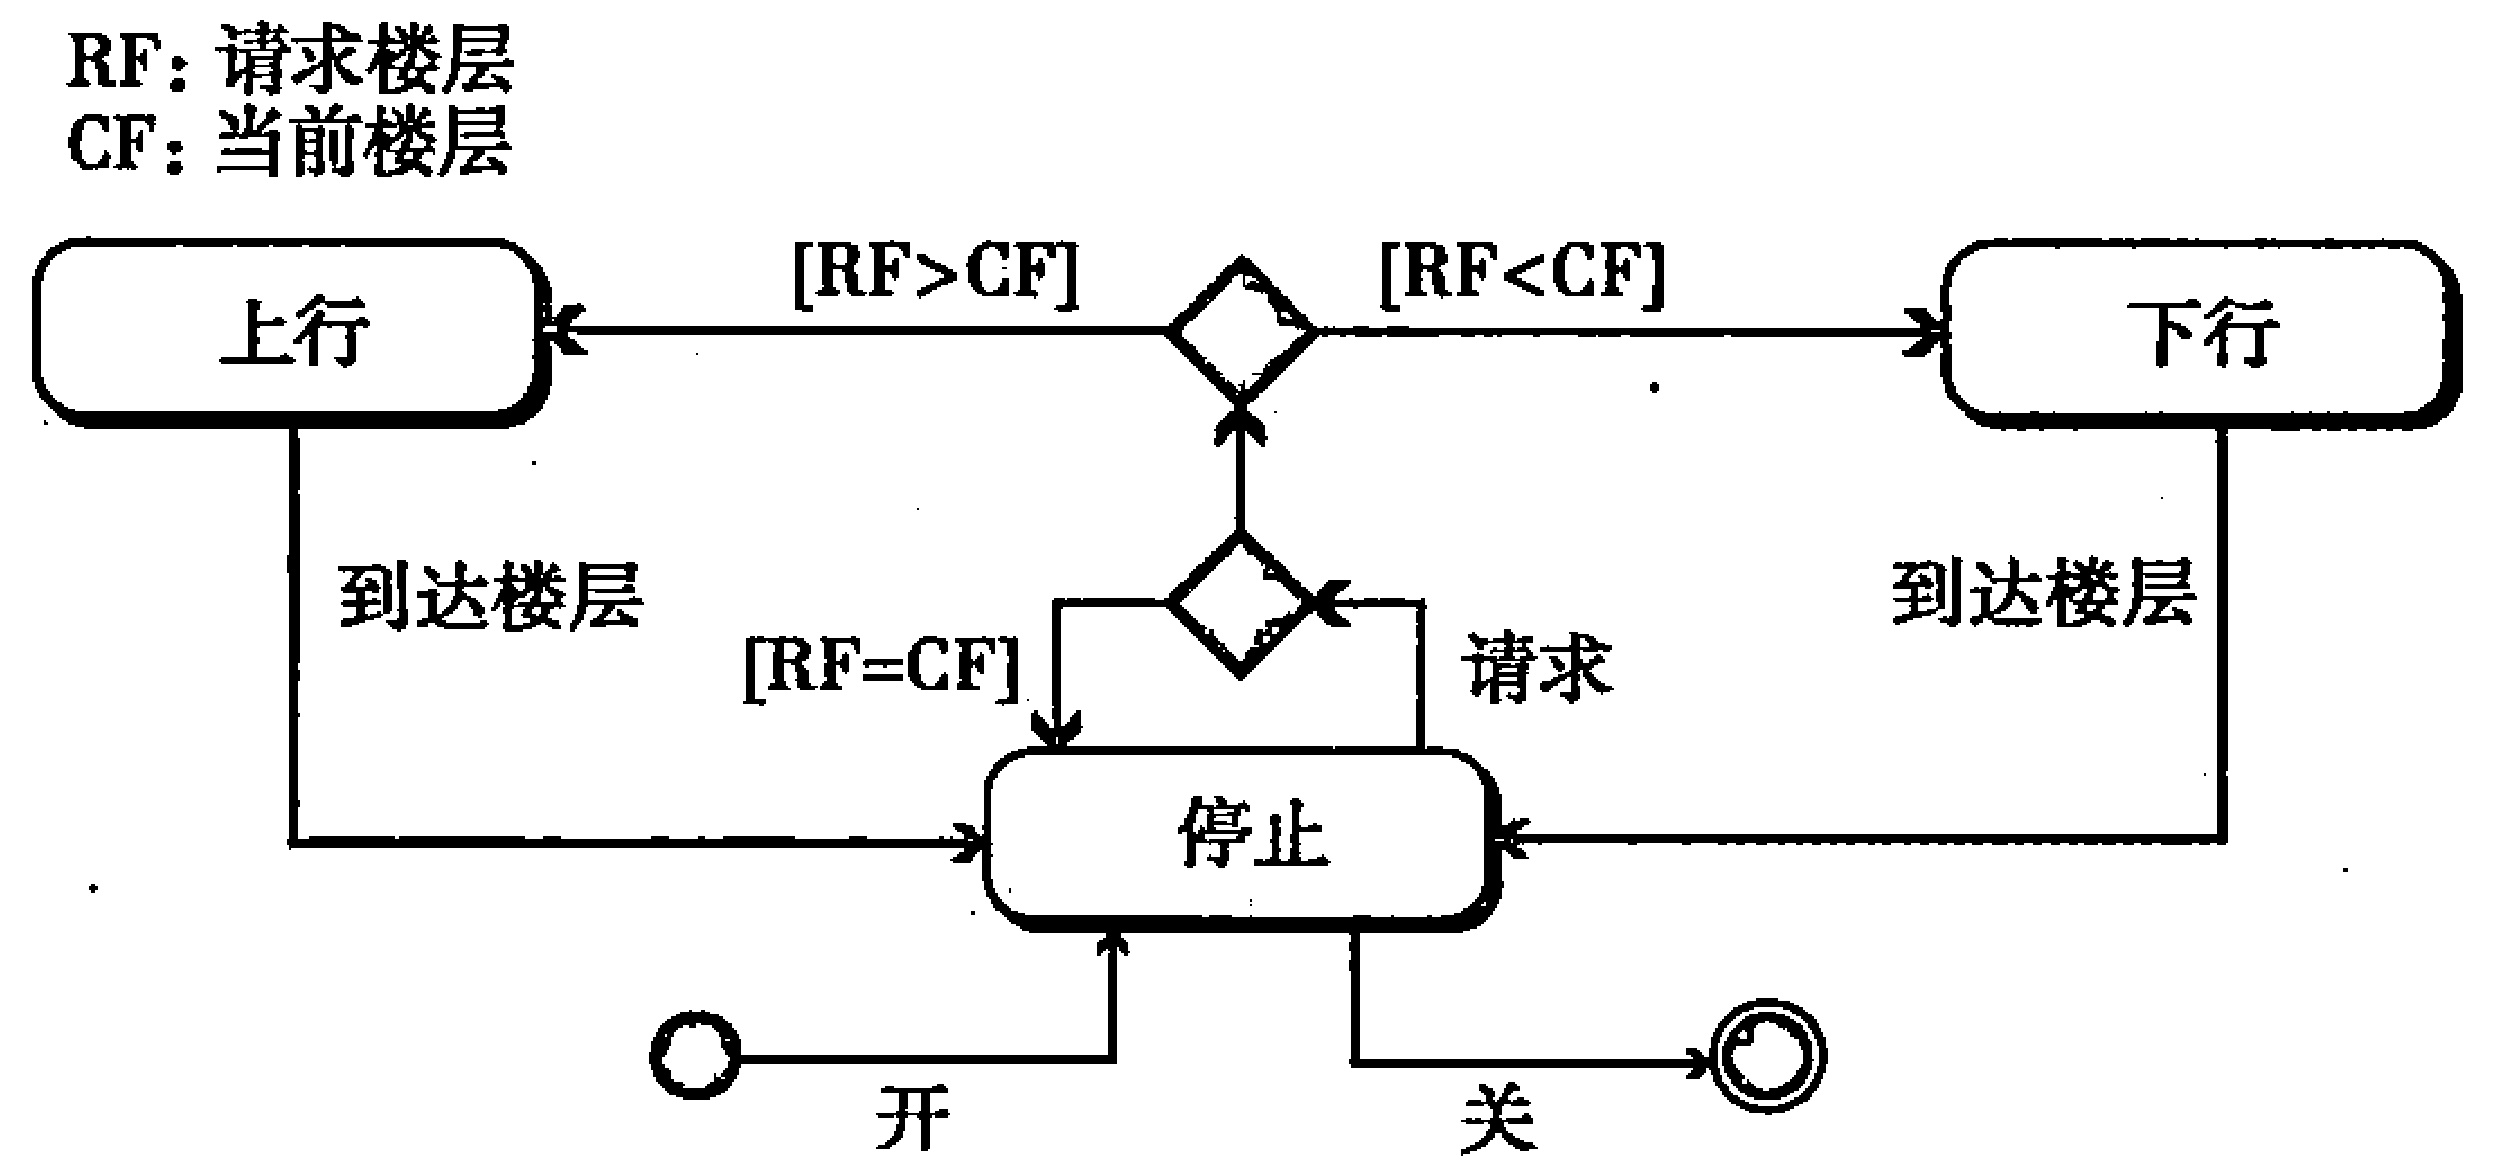 RF: 请求楼层
CF: 当前楼层
[RF>CF]
[RF<CF]
上行
下行
到达楼层
到达楼层
[RF=CF]
请求
停止
开
关